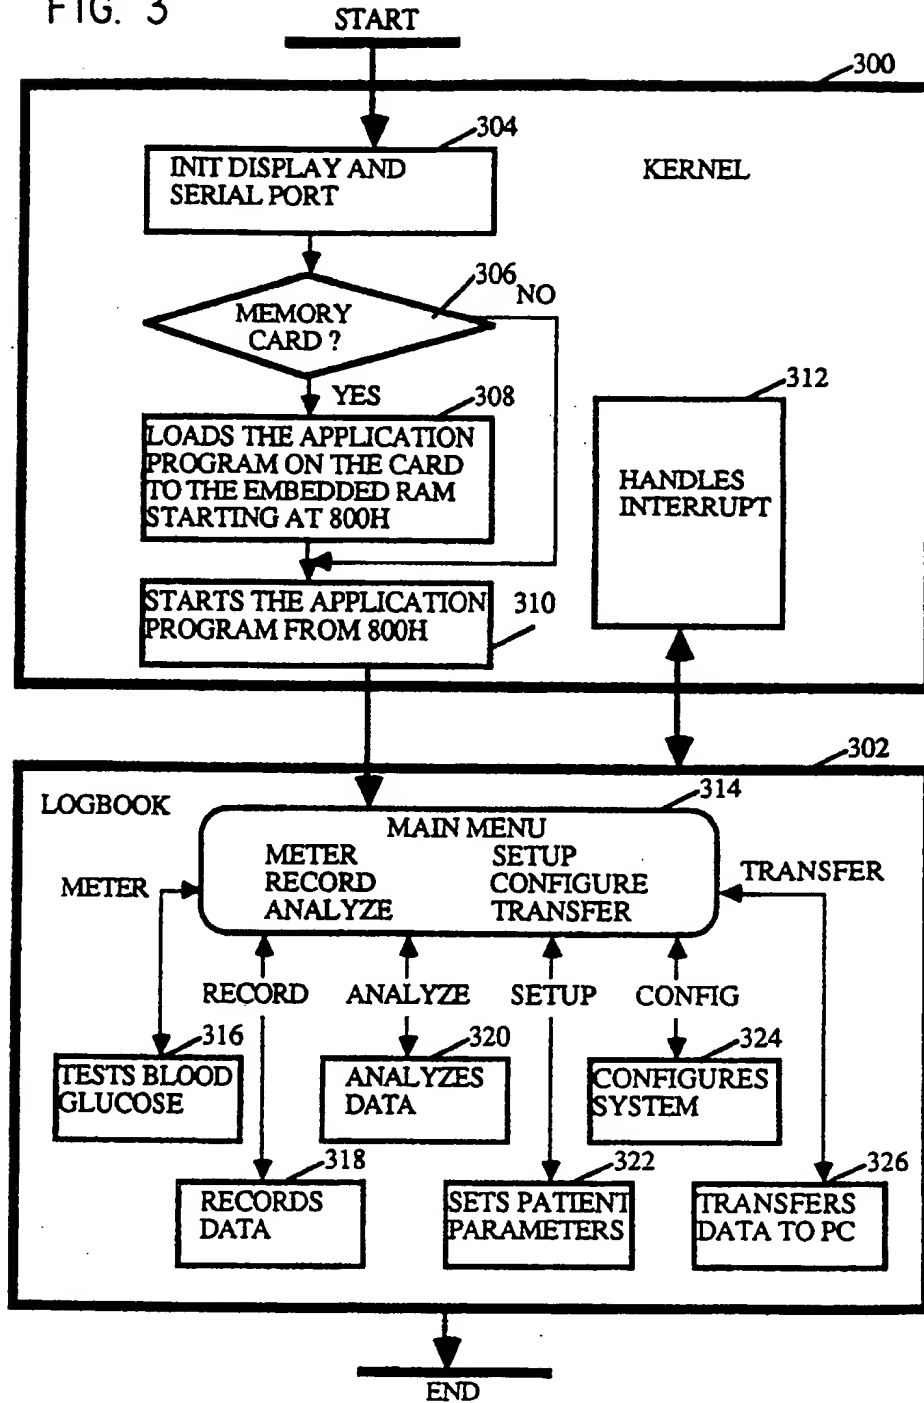 FIG. 3
START
300
304
INIT DISPLAY AND
SERIAL PORT
KERNEL
306
NO
MEMORY
CARD ?
YES
308
LOADS THE APPLICATION
PROGRAM ON THE CARD
TO THE EMBEDDED RAM
STARTING AT 800H
312
HANDLES
INTERRUPT
STARTS THE APPLICATION
PROGRAM FROM 800H
310
302
LOGBOOK
314
MAIN MENU
METER SETUP
RECORD CONFIGURE
ANALYZE TRANSFER
METER
TRANSFER
RECORD ANALYZE SETUP CONFIG
316
TESTS BLOOD
GLUCOSE
320
ANALYZES
DATA
324
CONFIGURES
SYSTEM
318
RECORDS
DATA
322
SETS PATIENT
PARAMETERS
326
TRANSFERS
DATA TO PC
END